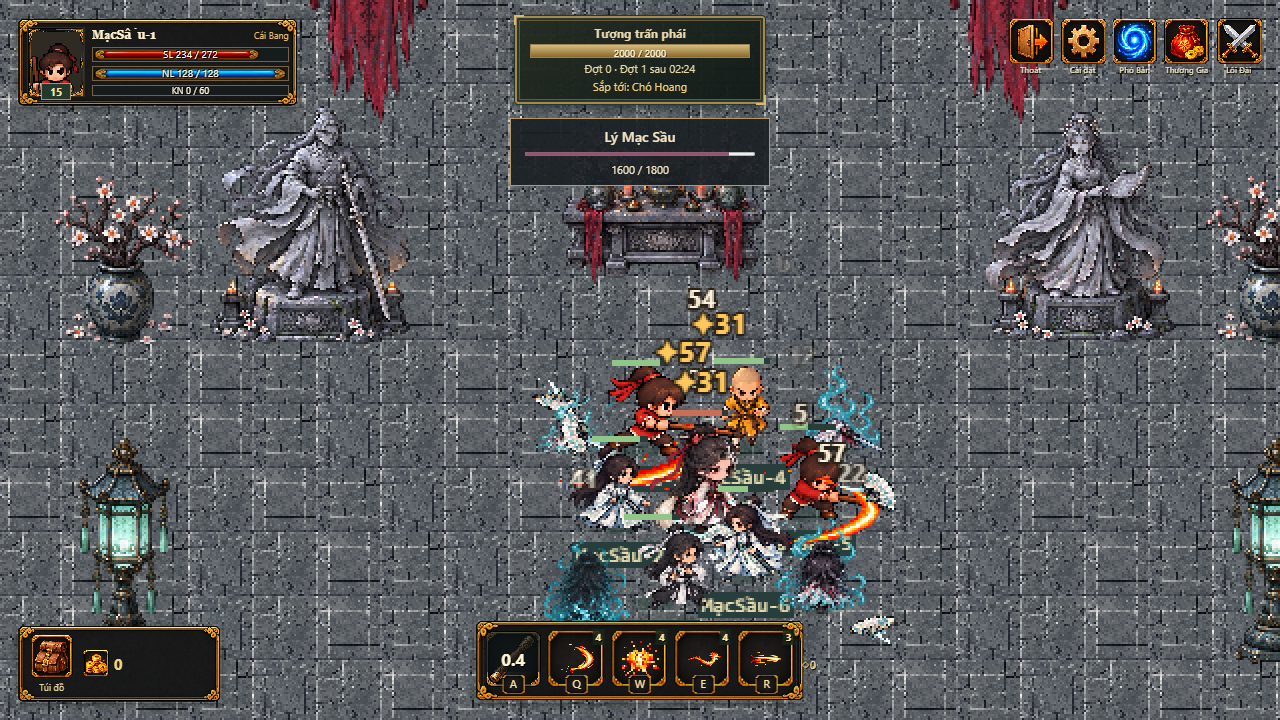 MạcSầu-1
Cái Bang
SL 234 / 272
NL 128 / 128
15
KN 0 / 60
Tượng trấn phái
2000 / 2000
Đợt 0 · Đợt 1 sau 02:24
Sắp tới: Chó Hoang
Lý Mạc Sầu
1600 / 1800
Thoát
Cài đặt
Phó Bản
Thương Gia
Lôi Đài
54
31
57
31
5
57
22
MạcSầu-6
0
Túi đồ
0.4
4
4
4
3
A
Q
W
E
R
0